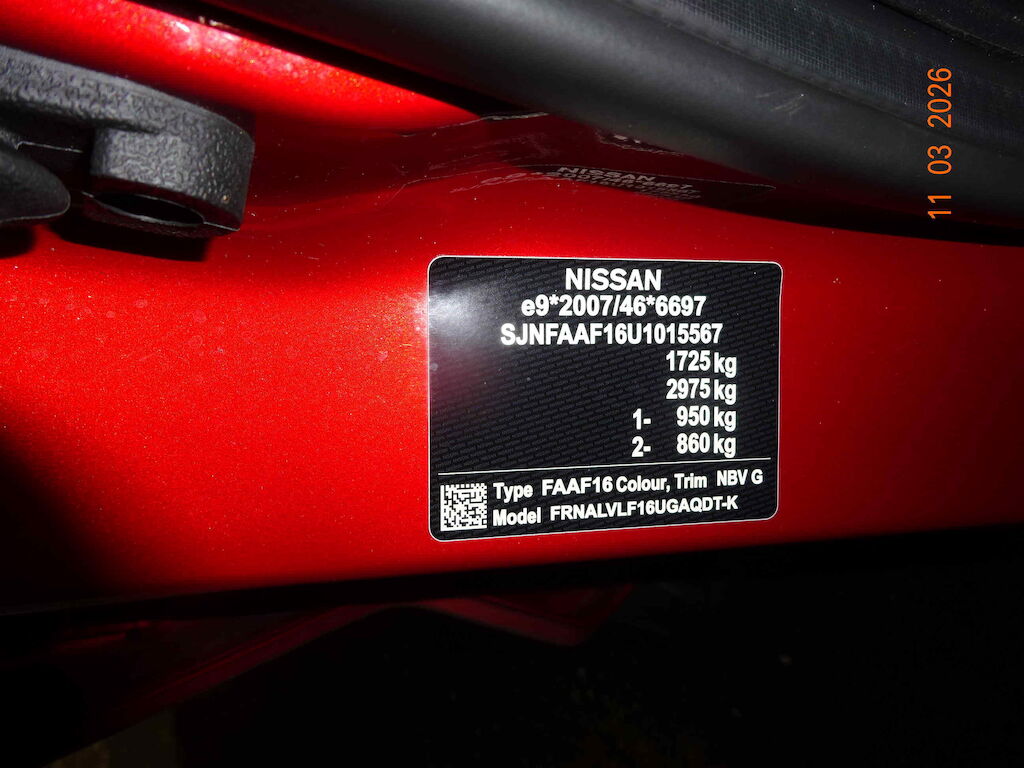 NISSAN
e9*2007/46*6697
SJNFAAF16U1015567
1725 kg
2975 kg
1- 950 kg
2- 860 kg
Type FAAF16 Colour, Trim NBV G
Model FRNALVLF16UGAQDT-K
11 03 2026
NISSAN